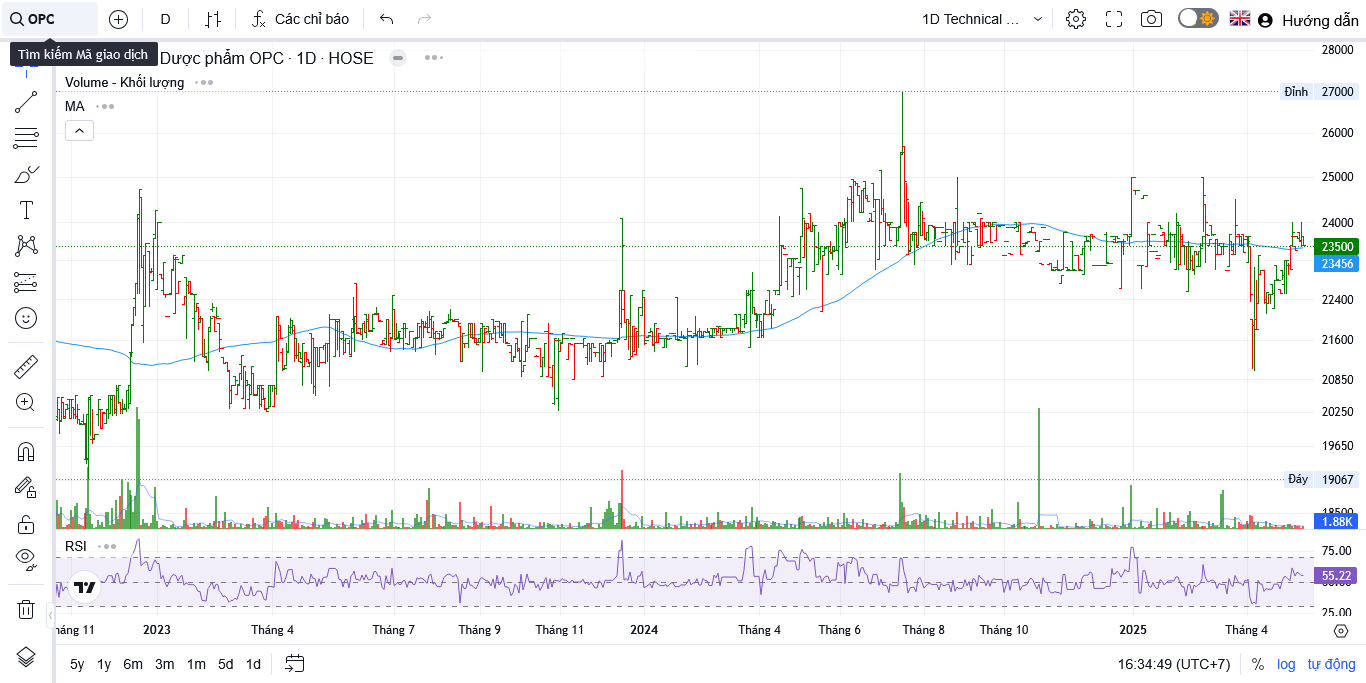 OPC
D
Các chỉ báo
1D Technical ...
Hướng dẫn
Tìm kiếm Mã giao dịch
Dược phẩm OPC · 1D · HOSE
Volume - Khối lượng
MA
28000
Đỉnh 27000
26000
25000
24000
23500
23456
22400
21600
20850
20250
19650
Đáy 19067
18500
1.88K
RSI
75.00
55.22
50.00
25.00
háng 11 2023 Tháng 4 Tháng 7 Tháng 9 Tháng 11 2024 Tháng 4 Tháng 6 Tháng 8 Tháng 10 2025 Tháng 4
5y 1y 6m 3m 1m 5d 1d
16:34:49 (UTC+7) % log tự động